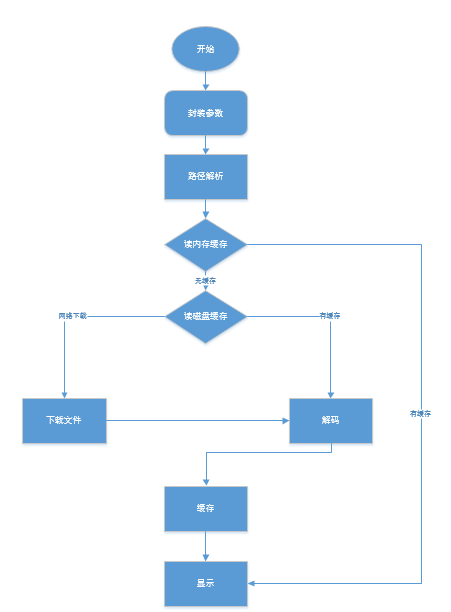 开始
封装参数
路径解析
读内存缓存
无缓存
读磁盘缓存
网络下载
有缓存
有缓存
下载文件
解码
缓存
显示